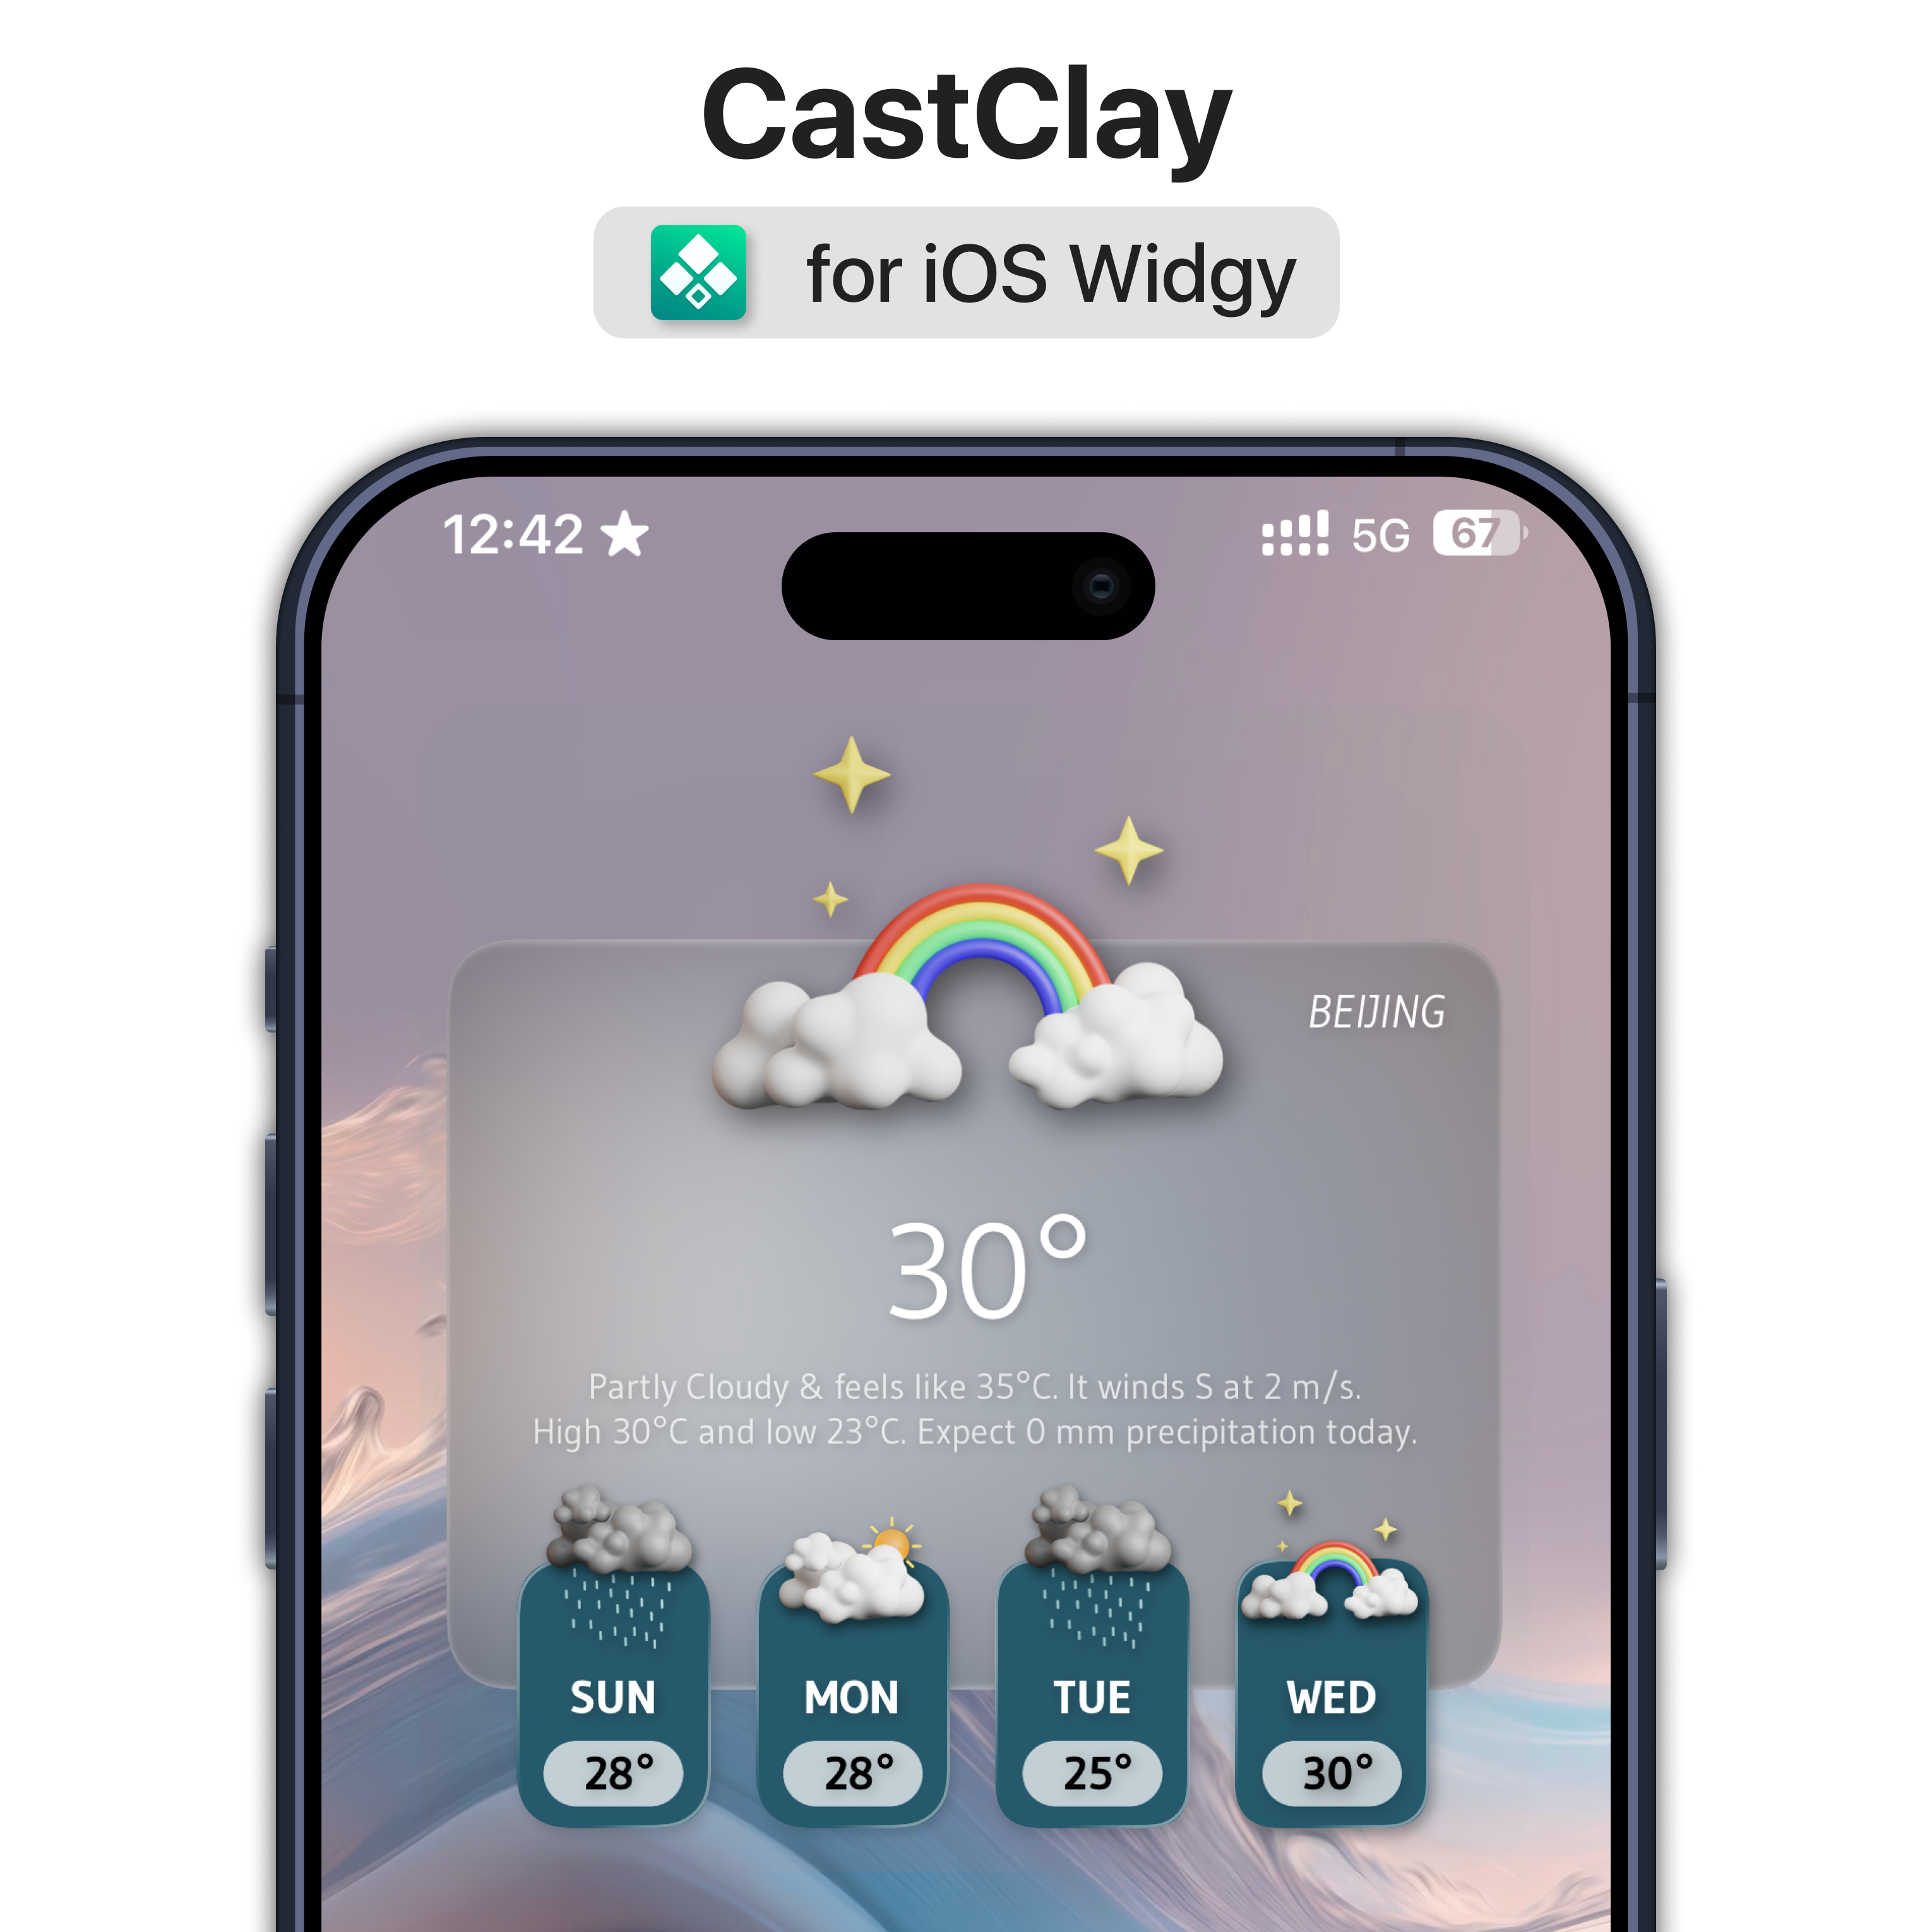 CastClay
for iOS Widgy
12:42 5G 67
BEIJING
30°
Partly Cloudy & feels like 35°C. It winds S at 2 m/s.
High 30°C and low 23°C. Expect 0 mm precipitation today.
SUN MON TUE WED
28° 28° 25° 30°